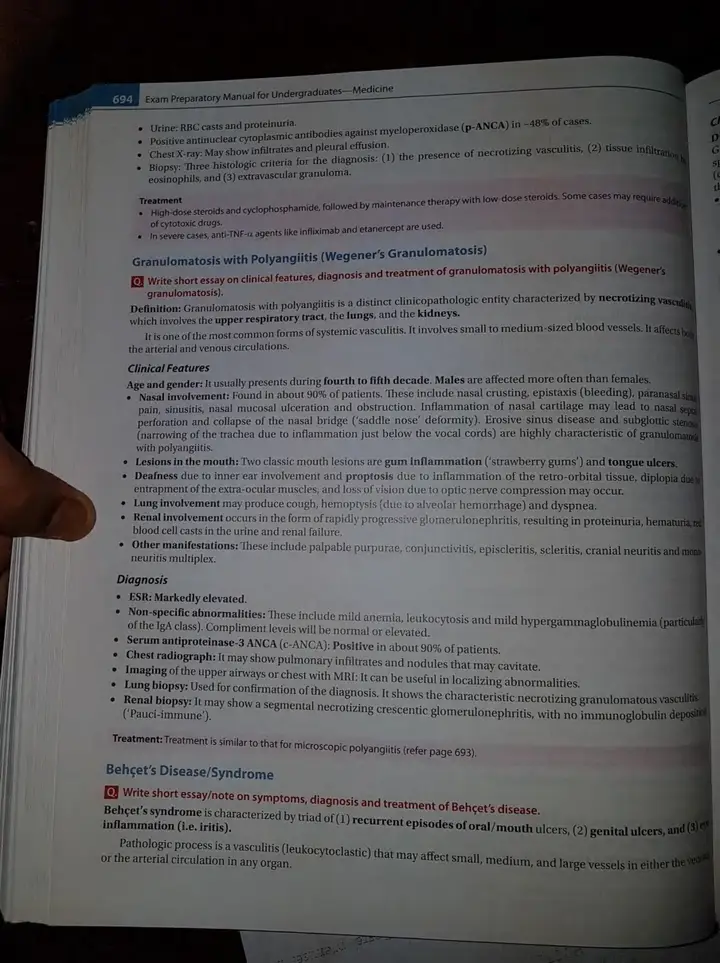 694 Exam Preparatory Manual for Undergraduates—Medicine
• Urine: RBC casts and proteinuria.
• Positive antinuclear cytoplasmic antibodies against myeloperoxidase (p-ANCA) in ~48% of cases.
• Chest X-ray: May show infiltrates and pleural effusion.
• Biopsy: Three histologic criteria for the diagnosis: (1) the presence of necrotizing vasculitis, (2) tissue infiltration
eosinophils, and (3) extravascular granuloma.
Treatment
• High-dose steroids and cyclophosphamide, followed by maintenance therapy with low-dose steroids. Some cases may require
of cytotoxic drugs.
• In severe cases, anti-TNF-α agents like infliximab and etanercept are used.
Granulomatosis with Polyangiitis (Wegener's Granulomatosis)
Q. Write short essay on clinical features, diagnosis and treatment of granulomatosis with polyangiitis (Wegener's
granulomatosis).
Definition: Granulomatosis with polyangiitis is a distinct clinicopathologic entity characterized by necrotizing vasculitis
which involves the upper respiratory tract, the lungs, and the kidneys.
It is one of the most common forms of systemic vasculitis. It involves small to medium-sized blood vessels. It affects
the arterial and venous circulations.
Clinical Features
Age and gender: It usually presents during fourth to fifth decade. Males are affected more often than females.
• Nasal involvement: Found in about 90% of patients. These include nasal crusting, epistaxis (bleeding), paranasal
pain, sinusitis, nasal mucosal ulceration and obstruction. Inflammation of nasal cartilage may lead to nasal
perforation and collapse of the nasal bridge ('saddle nose' deformity). Erosive sinus disease and subglottic stenosis
(narrowing of the trachea due to inflammation just below the vocal cords) are highly characteristic of granulomatosis
with polyangiitis.
• Lesions in the mouth: Two classic mouth lesions are gum inflammation ('strawberry gums') and tongue ulcers.
• Deafness due to inner ear involvement and proptosis due to inflammation of the retro-orbital tissue, diplopia due
entrapment of the extra-ocular muscles, and loss of vision due to optic nerve compression may occur.
• Lung involvement may produce cough, hemoptysis (due to alveolar hemorrhage) and dyspnea.
• Renal involvement occurs in the form of rapidly progressive glomerulonephritis, resulting in proteinuria, hematuria, red
blood cell casts in the urine and renal failure.
• Other manifestations: These include palpable purpurae, conjunctivitis, episcleritis, scleritis, cranial neuritis and mono-
neuritis multiplex.
Diagnosis
• ESR: Markedly elevated.
• Non-specific abnormalities: These include mild anemia, leukocytosis and mild hypergammaglobulinemia (particularly
of the IgA class). Compliment levels will be normal or elevated.
• Serum antiproteinase-3 ANCA (c-ANCA): Positive in about 90% of patients.
• Chest radiograph: It may show pulmonary infiltrates and nodules that may cavitate.
• Imaging of the upper airways or chest with MRI: It can be useful in localizing abnormalities.
• Lung biopsy: Used for confirmation of the diagnosis. It shows the characteristic necrotizing granulomatous vasculitis.
• Renal biopsy: It may show a segmental necrotizing crescentic glomerulonephritis, with no immunoglobulin deposition
('Pauci-immune').
Treatment: Treatment is similar to that for microscopic polyangiitis (refer page 693).
Behçet's Disease/Syndrome
Q. Write short essay/note on symptoms, diagnosis and treatment of Behçet's disease.
Behçet's syndrome is characterized by triad of (1) recurrent episodes of oral/mouth ulcers, (2) genital ulcers, and (3) eye
inflammation (i.e. iritis).
Pathologic process is a vasculitis (leukocytoclastic) that may affect small, medium, and large vessels in either the
or the arterial circulation in any organ.